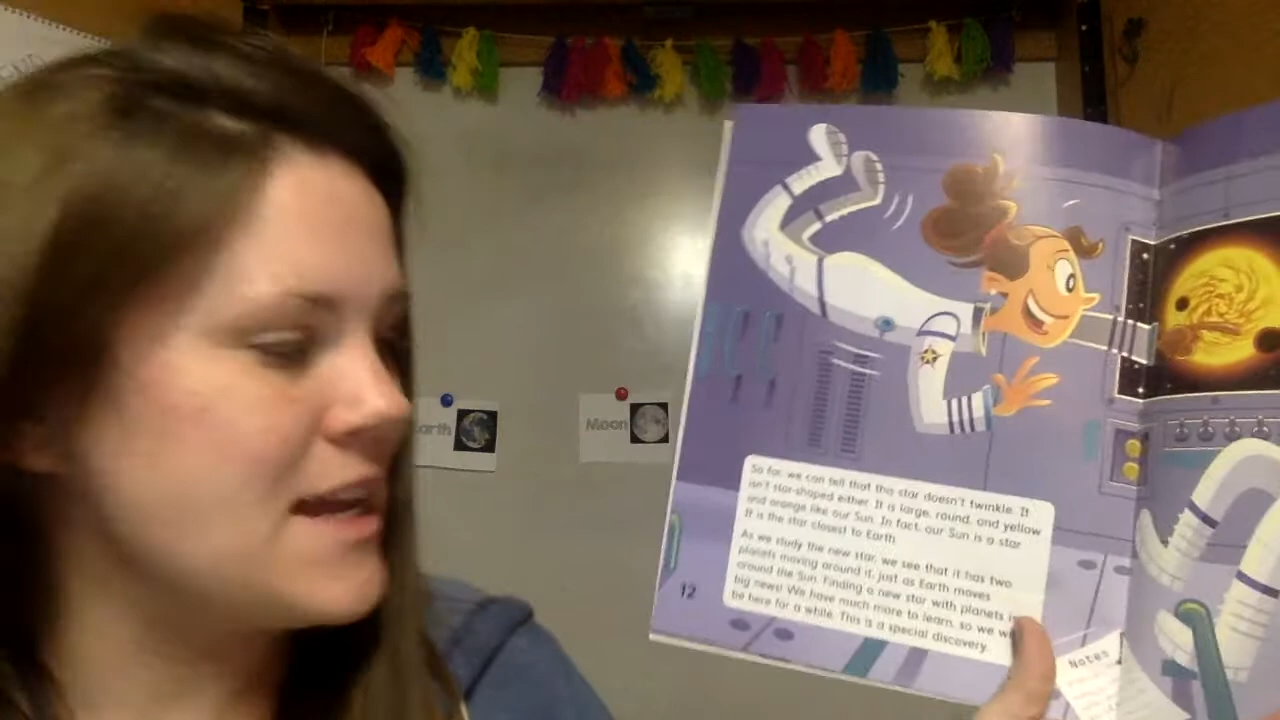 Earth
Moon
So far, we can tell that this star doesn't twinkle. It
isn't star-shaped either. It is large, round, and yellow
and orange like our Sun. In fact, our Sun is a star.
It is the star closest to Earth.
As we study the new star, we see that it has two
planets moving around it, just as Earth moves
around the Sun. Finding a new star with planets
big news! We have much more to learn, so we
be here for a while. This is a special discovery.
12
Notes